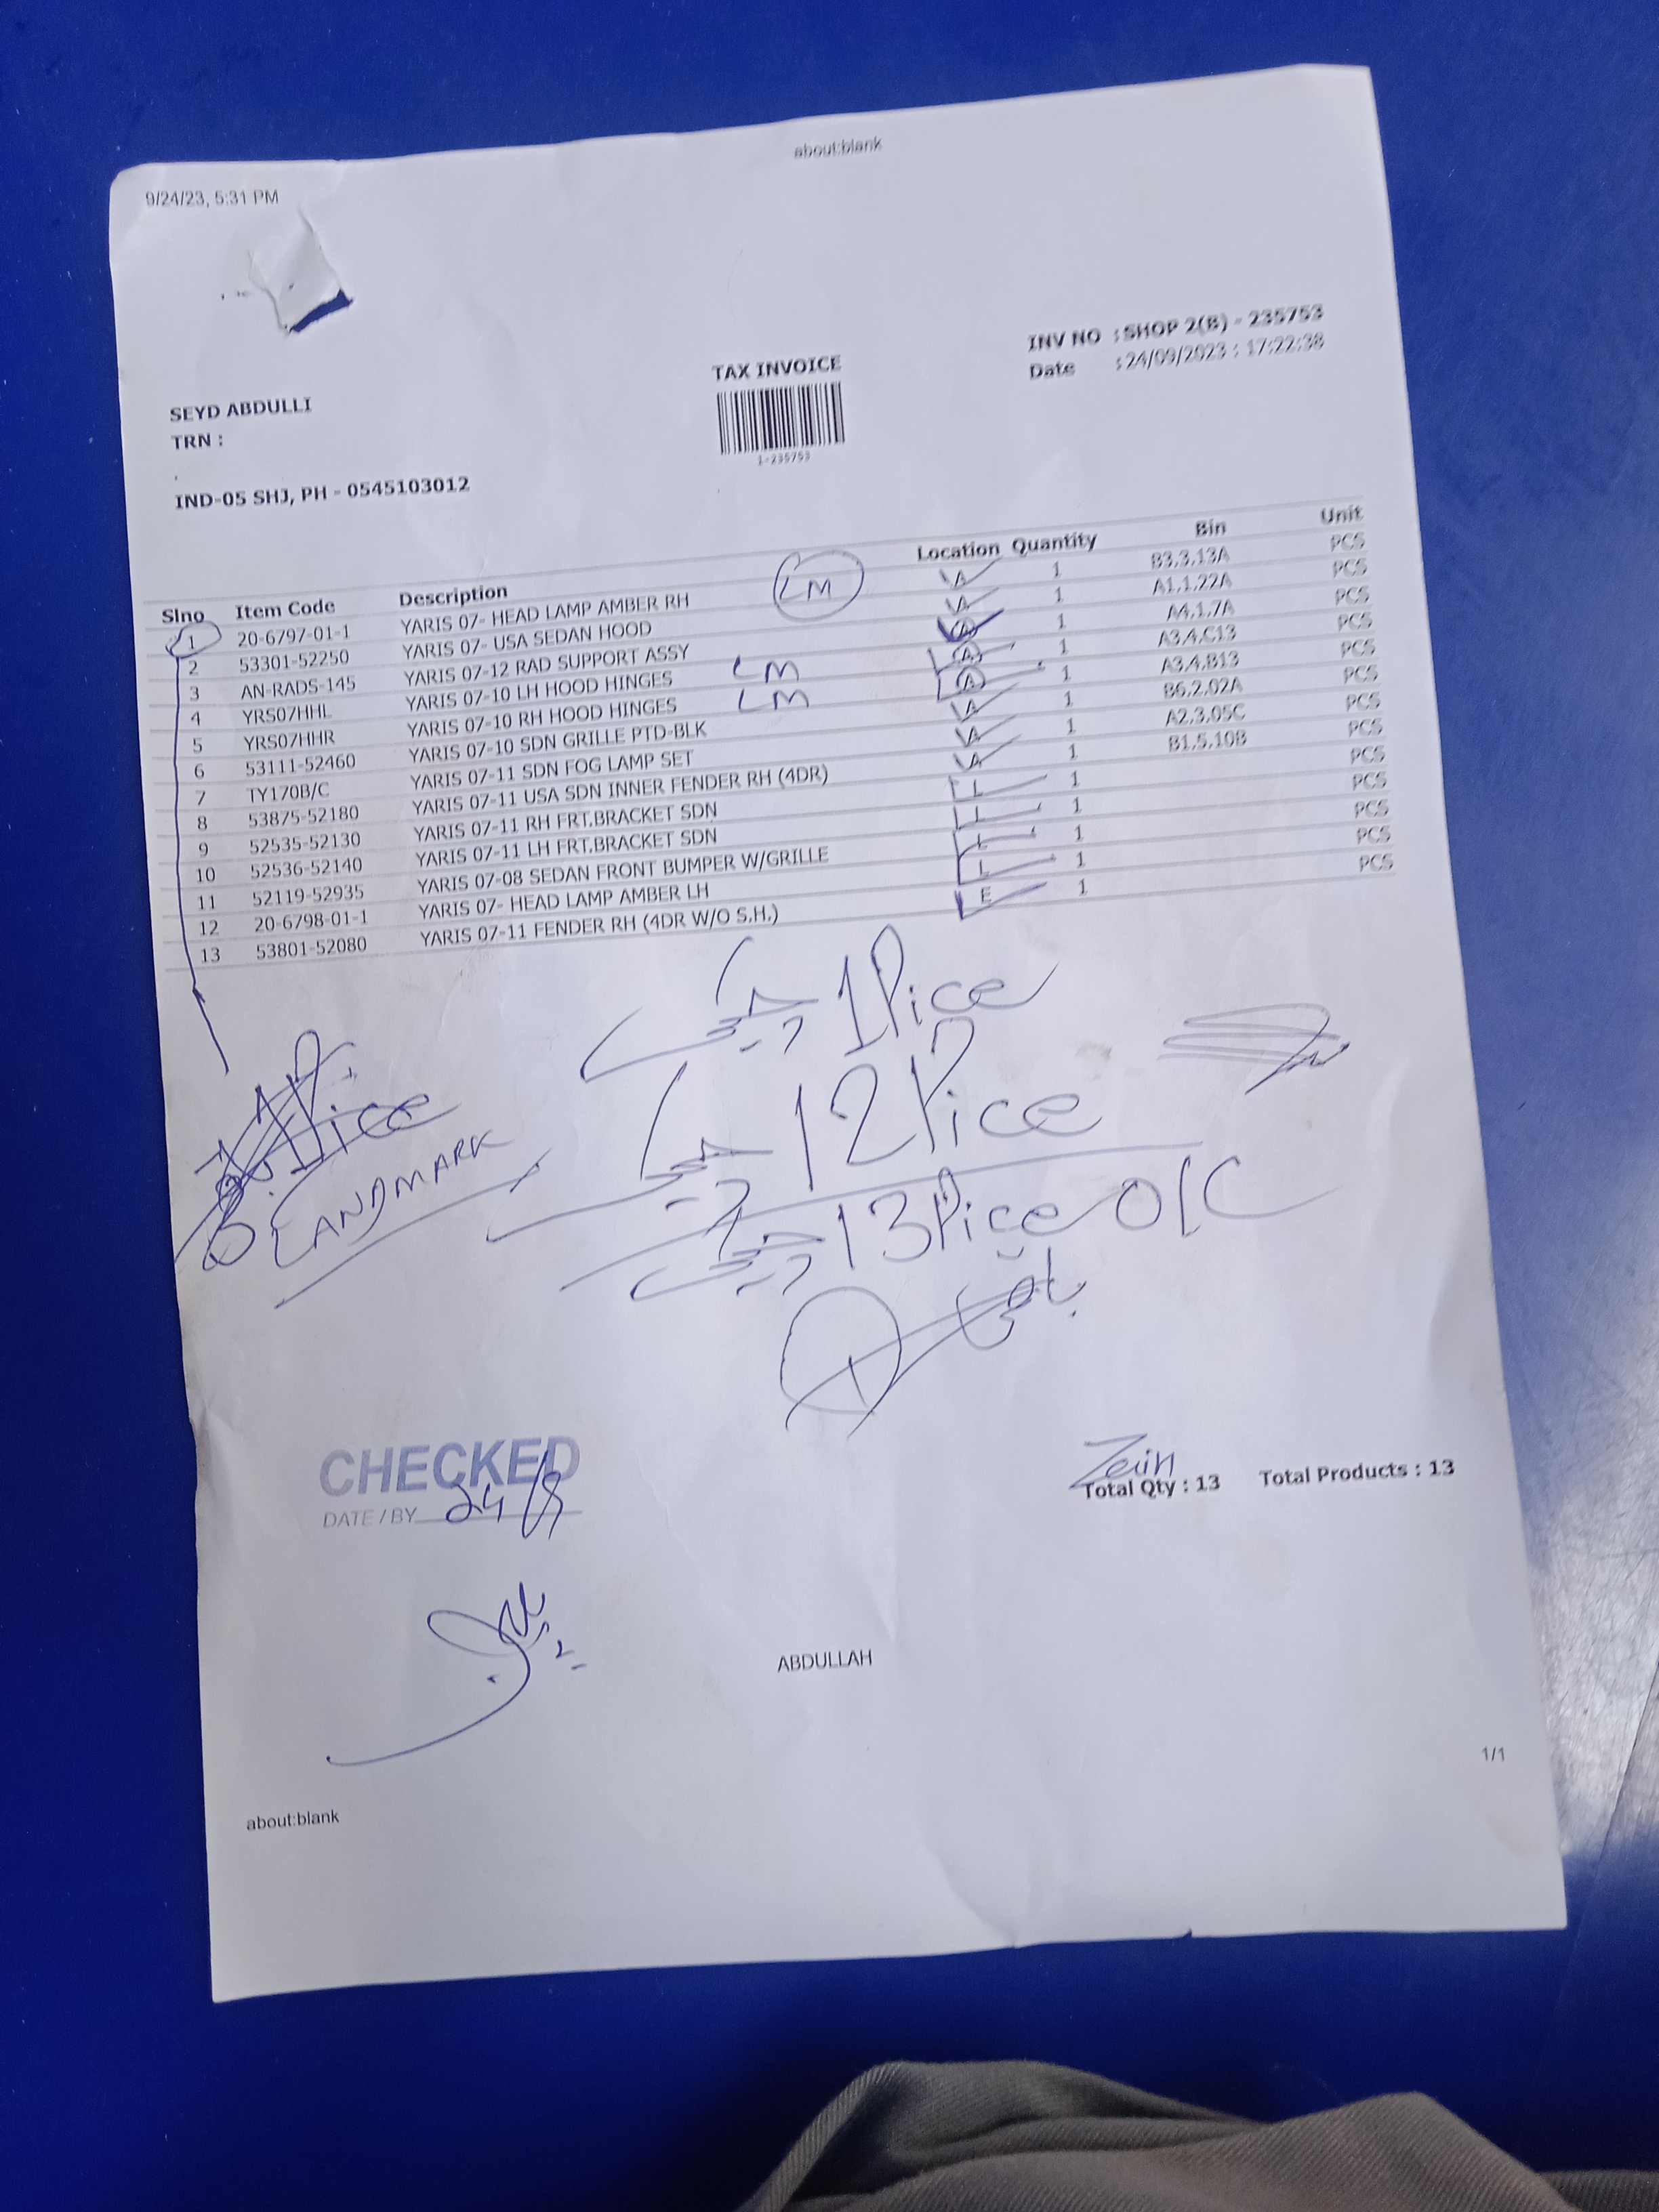 about:blank
9/24/23, 5:31 PM
INV NO : SHOP 2(B) - 235753
Date : 24/09/2023 : 17:22:38
TAX INVOICE
1-235753
SEYD ABDULLI
TRN :
.
IND-05 SHJ, PH - 0545103012
Slno Item Code Description Location Quantity Bin Unit
1 20-6797-01-1 YARIS 07- HEAD LAMP AMBER RH LM A 1 B3,3,13A PCS
2 53301-52250 YARIS 07- USA SEDAN HOOD A 1 A1,1,22A PCS
3 AN-RADS-145 YARIS 07-12 RAD SUPPORT ASSY A 1 A4,1,7A PCS
4 YRS07HHL YARIS 07-10 LH HOOD HINGES LM A 1 A3,4,C13 PCS
5 YRS07HHR YARIS 07-10 RH HOOD HINGES LM A 1 A3,4,B13 PCS
6 53111-52460 YARIS 07-10 SDN GRILLE PTD-BLK A 1 B6,2,02A PCS
7 TY170B/C YARIS 07-11 SDN FOG LAMP SET A 1 A2,3,05C PCS
8 53875-52180 YARIS 07-11 USA SDN INNER FENDER RH (4DR) A 1 B1,5,10B PCS
9 52535-52130 YARIS 07-11 RH FRT,BRACKET SDN L 1 PCS
10 52536-52140 YARIS 07-11 LH FRT,BRACKET SDN L 1 PCS
11 52119-52935 YARIS 07-08 SEDAN FRONT BUMPER W/GRILLE L 1 PCS
12 20-6798-01-1 YARIS 07- HEAD LAMP AMBER LH L 1 PCS
13 53801-52080 YARIS 07-11 FENDER RH (4DR W/O S.H.) E 1 PCS
1 Pice
12 Pice
13 Pice O/C
Pice
LANDMARK
CHECKED
DATE / BY 24/9
Zein
Total Qty : 13 Total Products : 13
ABDULLAH
1/1
about:blank